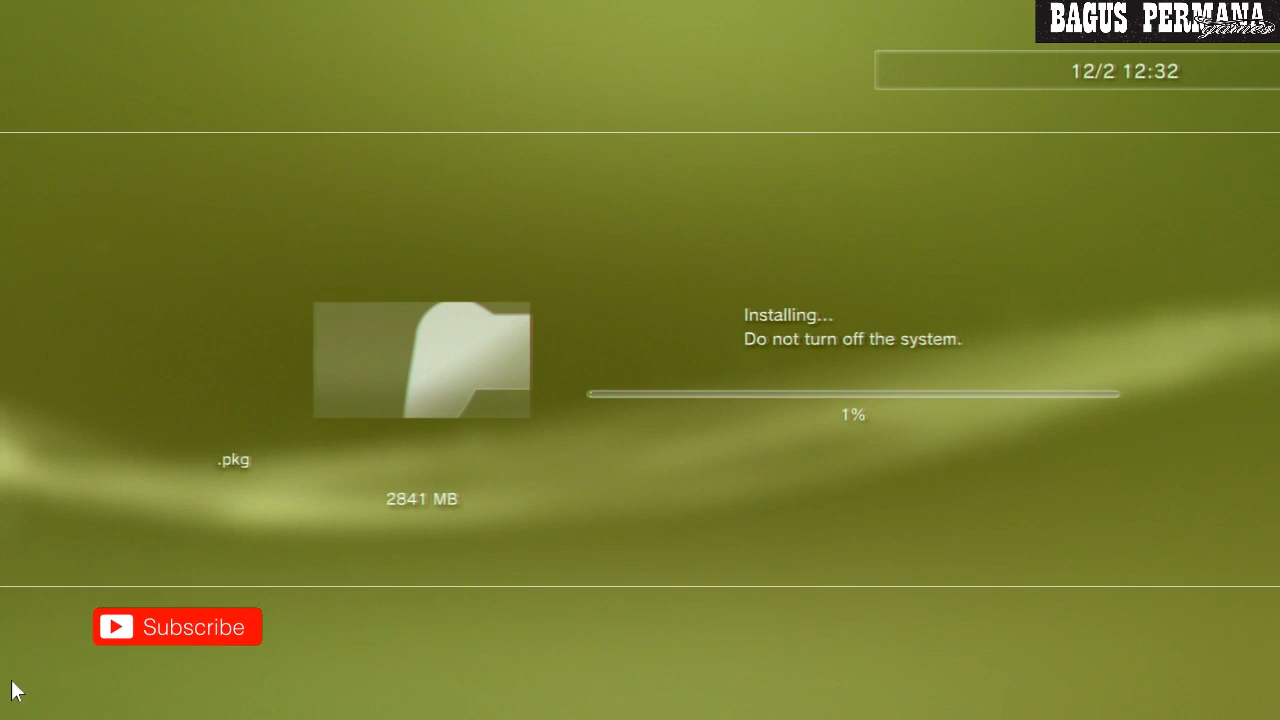 BAGUS PERMANA
games
12/2 12:32
Installing...
Do not turn off the system.
1%
.pkg
2841 MB
Subscribe